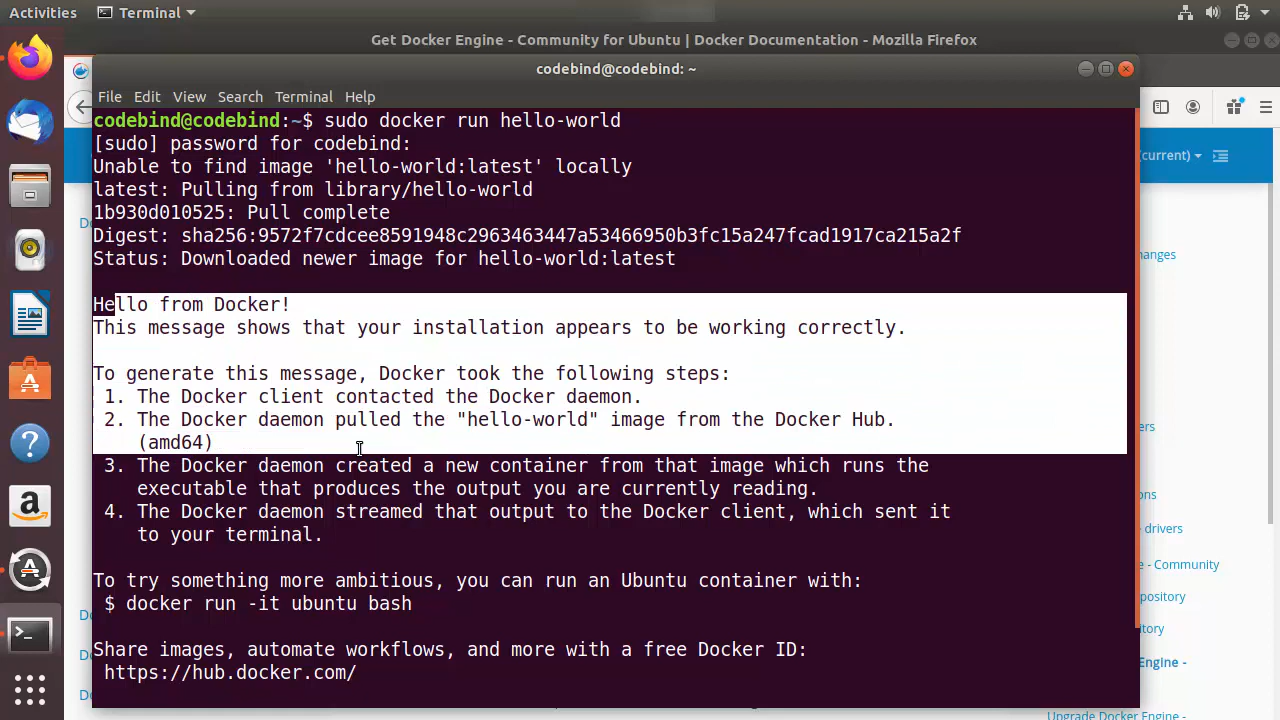 Activities
Terminal
Get Docker Engine - Community for Ubuntu | Docker Documentation - Mozilla Firefox
codebind@codebind: ~
File Edit View Search Terminal Help
codebind@codebind:~$ sudo docker run hello-world
[sudo] password for codebind:
Unable to find image 'hello-world:latest' locally
latest: Pulling from library/hello-world
1b930d010525: Pull complete
Digest: sha256:9572f7cdcee8591948c2963463447a53466950b3fc15a247fcad1917ca215a2f
Status: Downloaded newer image for hello-world:latest
Hello from Docker!
This message shows that your installation appears to be working correctly.
To generate this message, Docker took the following steps:
1. The Docker client contacted the Docker daemon.
2. The Docker daemon pulled the "hello-world" image from the Docker Hub.
(amd64)
3. The Docker daemon created a new container from that image which runs the
executable that produces the output you are currently reading.
4. The Docker daemon streamed that output to the Docker client, which sent it
to your terminal.
To try something more ambitious, you can run an Ubuntu container with:
$ docker run -it ubuntu bash
Share images, automate workflows, and more with a free Docker ID:
https://hub.docker.com/
(current)
hanges
ers
ons
drivers
e - Community
pository
itory
Engine -
Upgrade Docker Engine -